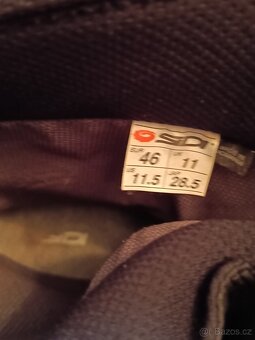 SIDI
EUR 46 UK 11
US 11.5 JAP 28.5
© Bazos.cz